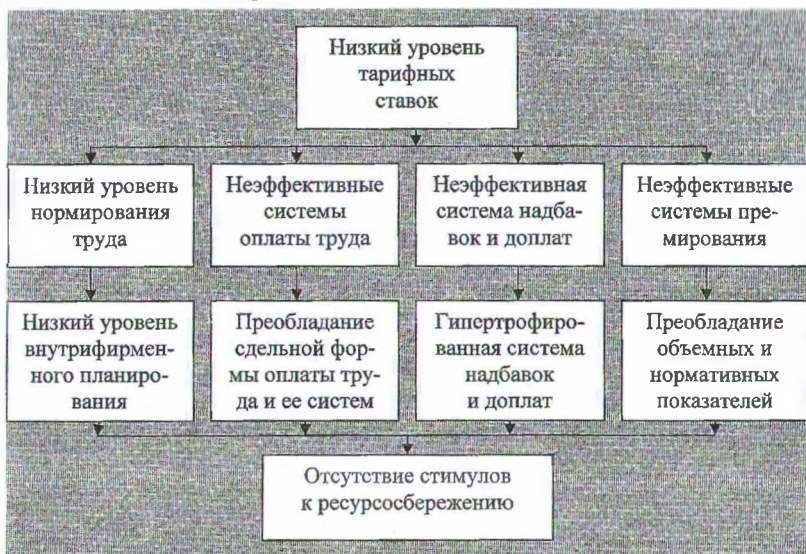 Низкий уровень
тарифных
ставок
Низкий уровень
нормирования
труда
Неэффективные
системы
оплаты труда
Неэффективная
система надба-
вок и доплат
Неэффективные
системы пре-
мирования
Низкий уровень
внутрифирмен-
ного планиро-
вания
Преобладание
сдельной фор-
мы оплаты тру-
да и ее систем
Гипертрофиро-
ванная система
надбавок
и доплат
Преобладание
объемных и
нормативных
показателей
Отсутствие стимулов
к ресурсосбережению